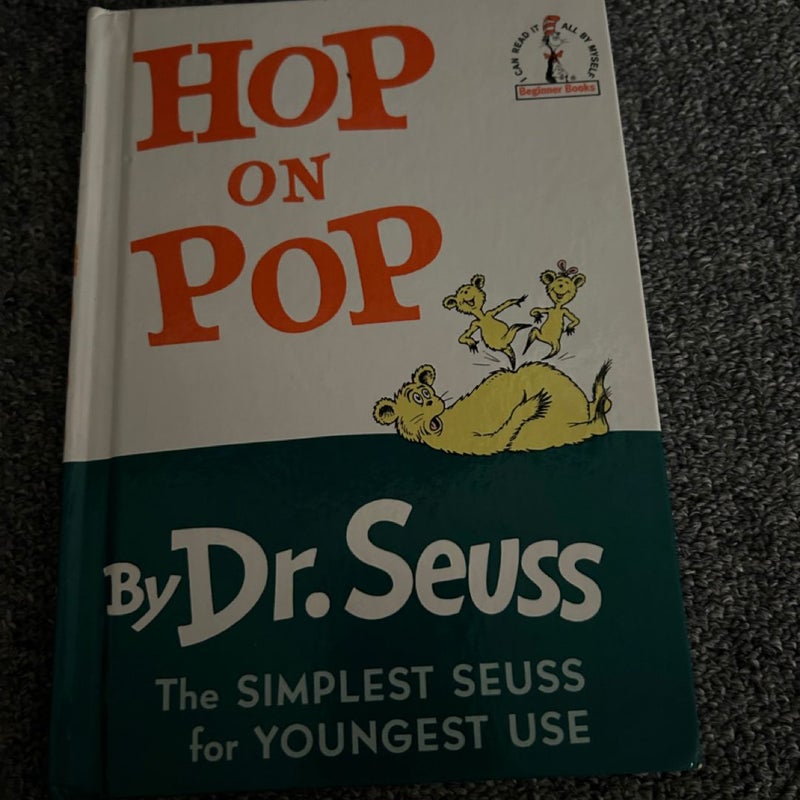 HOP
ON
POP
I CAN READ IT ALL BY MYSELF
Beginner Books
By Dr. Seuss
The SIMPLEST SEUSS
for YOUNGEST USE